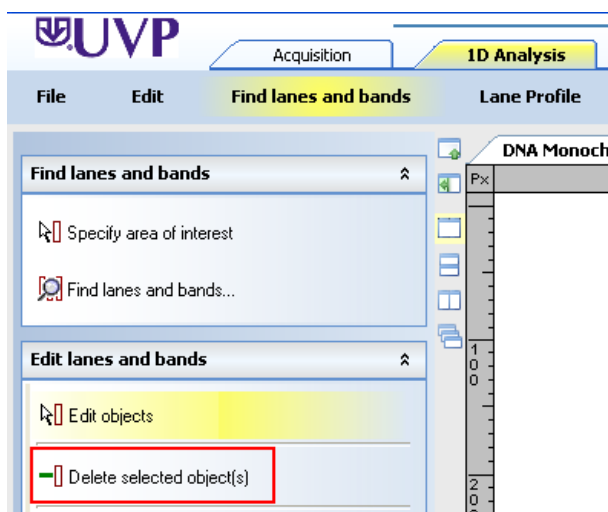 UVP
Acquisition
1D Analysis
File
Edit
Find lanes and bands
Lane Profile
DNA Monoch
Find lanes and bands
Px
Specify area of interest
Find lanes and bands...
Edit lanes and bands
100
Edit objects
Delete selected object(s)
20